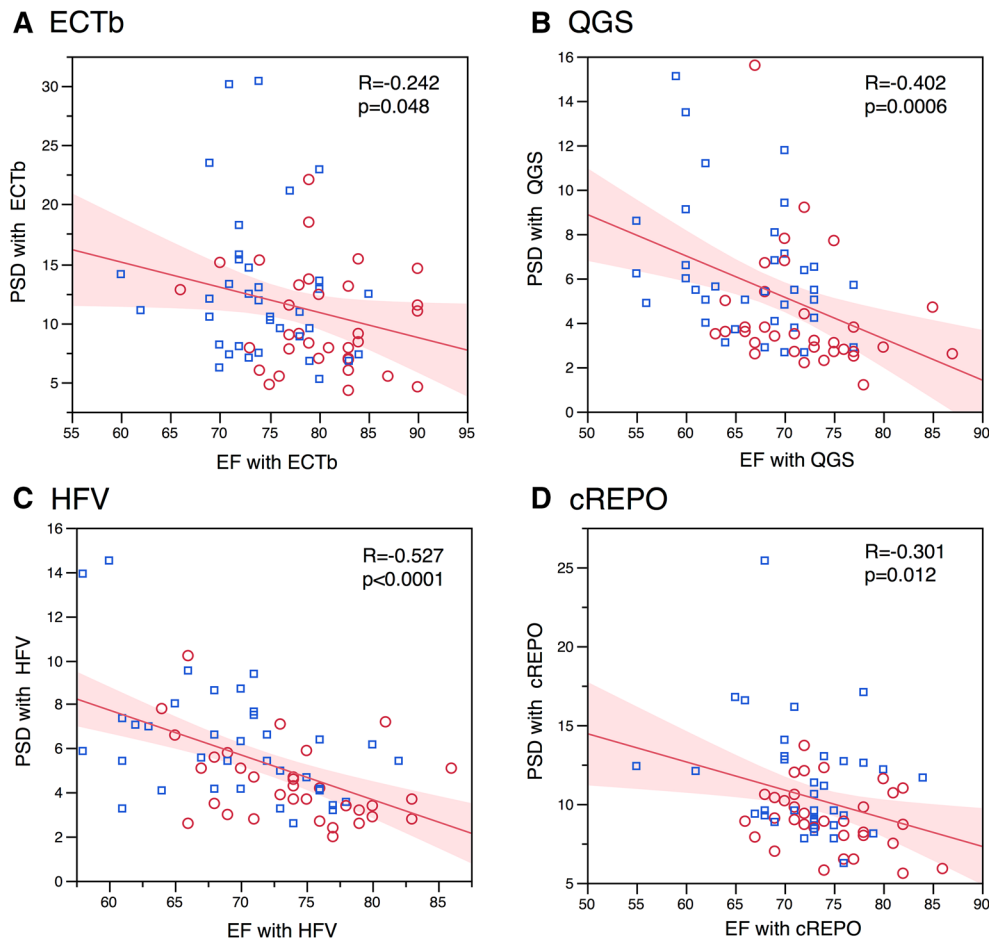 A ECTb
R=-0.242
p=0.048
PSD with ECTb
30
25
20
15
10
5
55 60 65 70 75 80 85 90 95
EF with ECTb
B QGS
R=-0.402
p=0.0006
PSD with QGS
16
14
12
10
8
6
4
2
0
50 55 60 65 70 75 80 85 90
EF with QGS
C HFV
R=-0.527
p<0.0001
PSD with HFV
16
14
12
10
8
6
4
2
0
60 65 70 75 80 85
EF with HFV
D cREPO
R=-0.301
p=0.012
PSD with cREPO
25
20
15
10
5
50 55 60 65 70 75 80 85 90
EF with cREPO